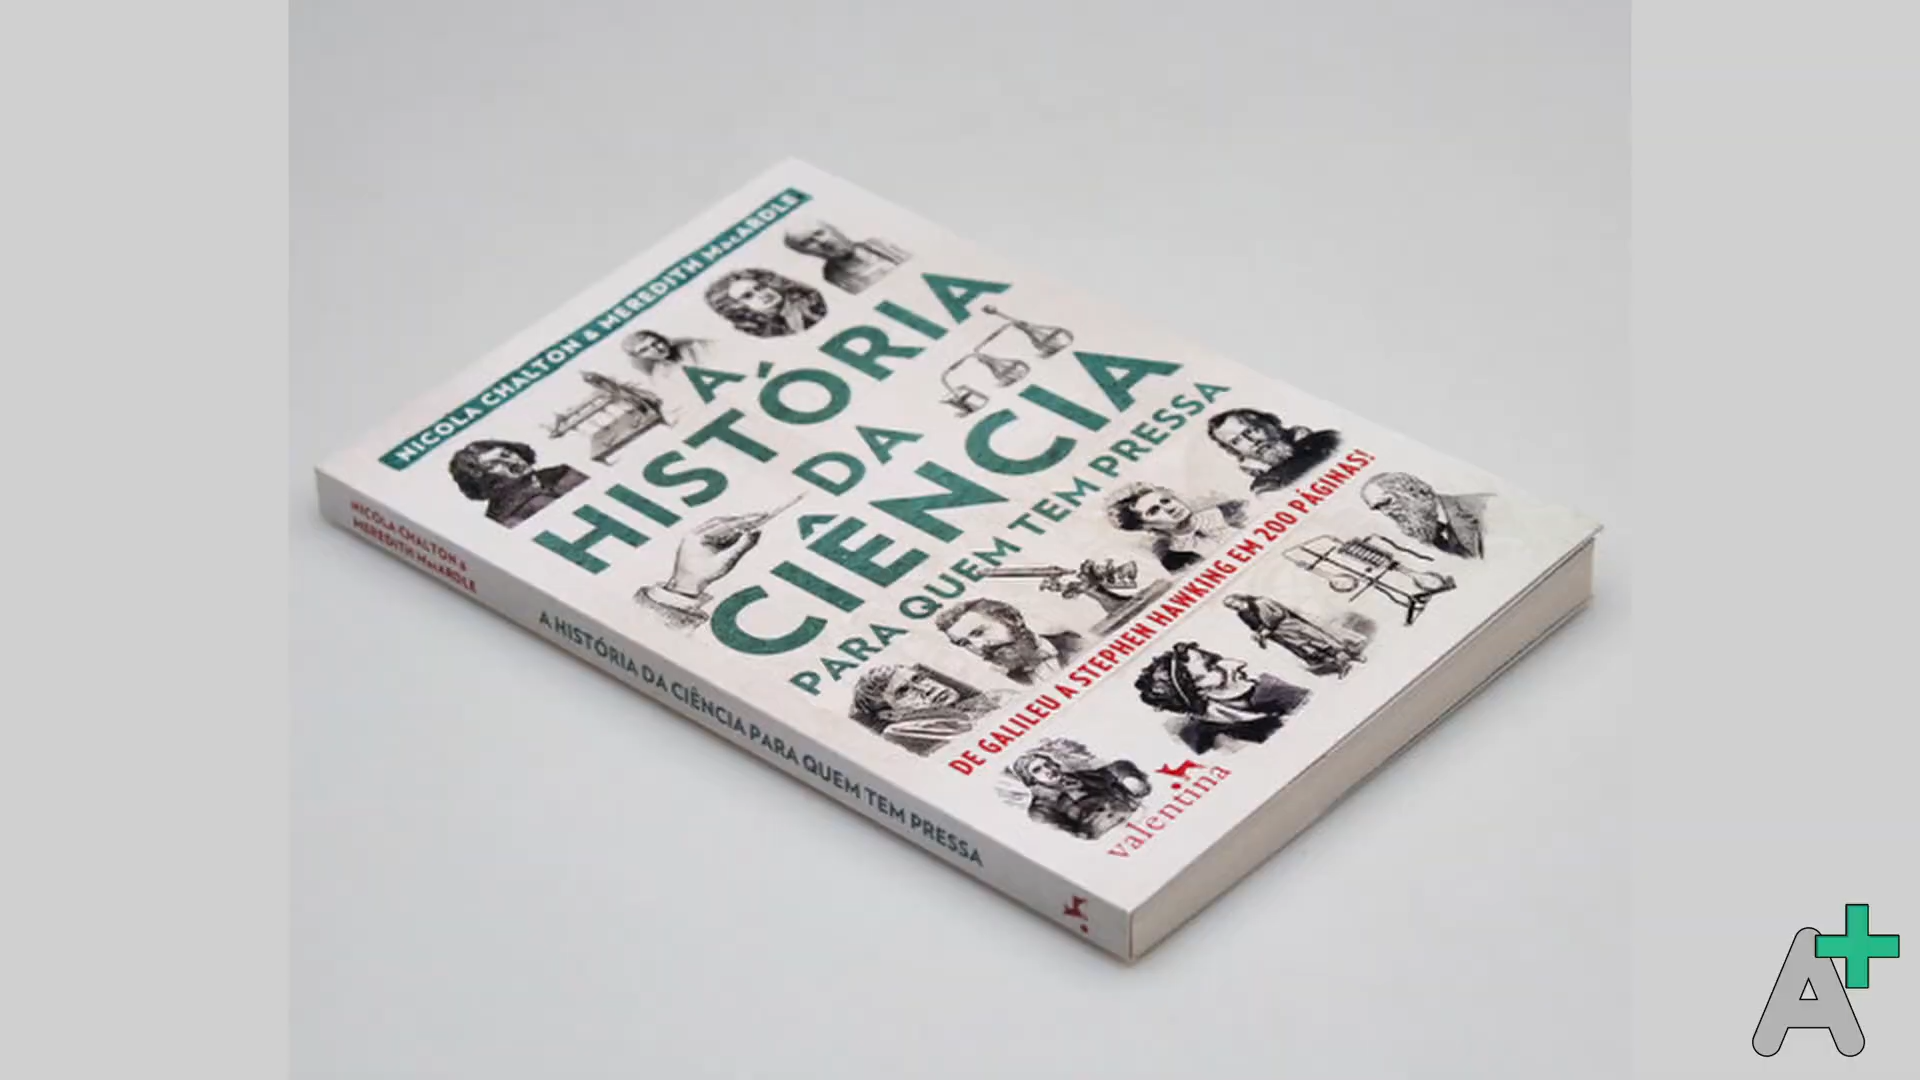 NICOLA CHALTON & MEREDITH MacARDLE
A
HISTÓRIA
DA
CIÊNCIA
PARA QUEM TEM PRESSA
DE GALILEU A STEPHEN HAWKING EM 200 PÁGINAS!
valentina
NICOLA CHALTON &
MEREDITH MacARDLE
A HISTÓRIA DA CIÊNCIA PARA QUEM TEM PRESSA
A+